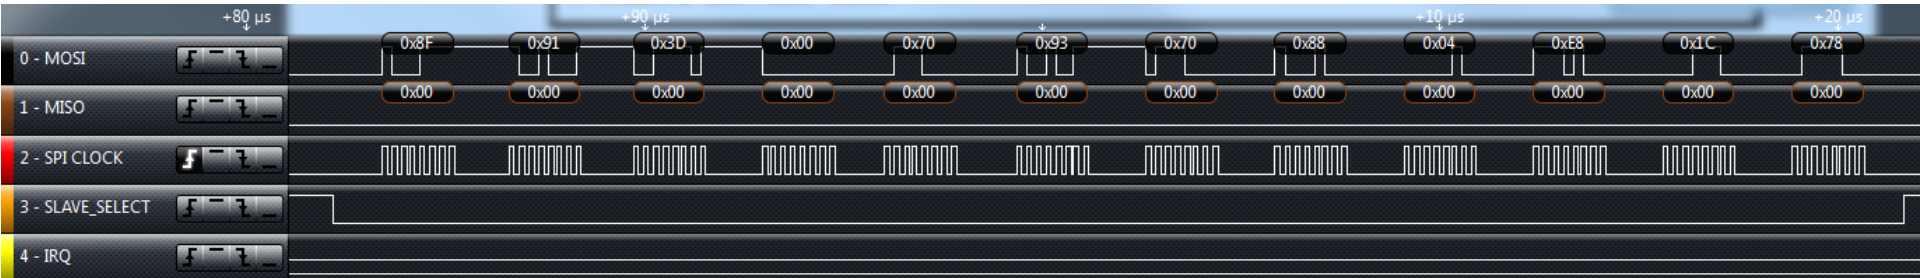 +80 µs +90 µs +10 µs +20 µs
0 - MOSI 0x8F 0x91 0x3D 0x00 0x70 0x93 0x70 0x88 0x04 0xE8 0x1C 0x78
1 - MISO 0x00 0x00 0x00 0x00 0x00 0x00 0x00 0x00 0x00 0x00 0x00 0x00
2 - SPI CLOCK
3 - SLAVE_SELECT
4 - IRQ